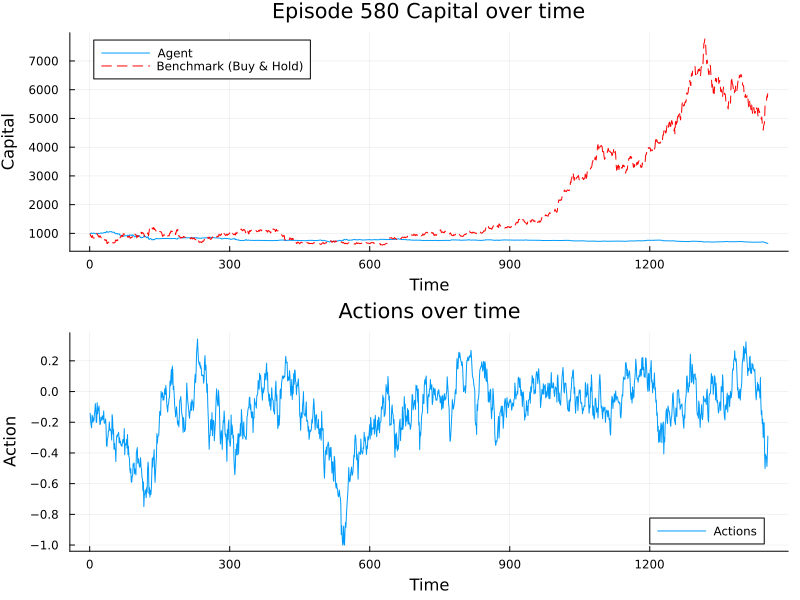 Episode 580 Capital over time
Agent
Benchmark (Buy & Hold)
7000
6000
5000
4000
3000
2000
1000
Capital
0 300 600 900 1200
Time
Actions over time
0.2
0.0
−0.2
−0.4
−0.6
−0.8
−1.0
Action
Actions
0 300 600 900 1200
Time